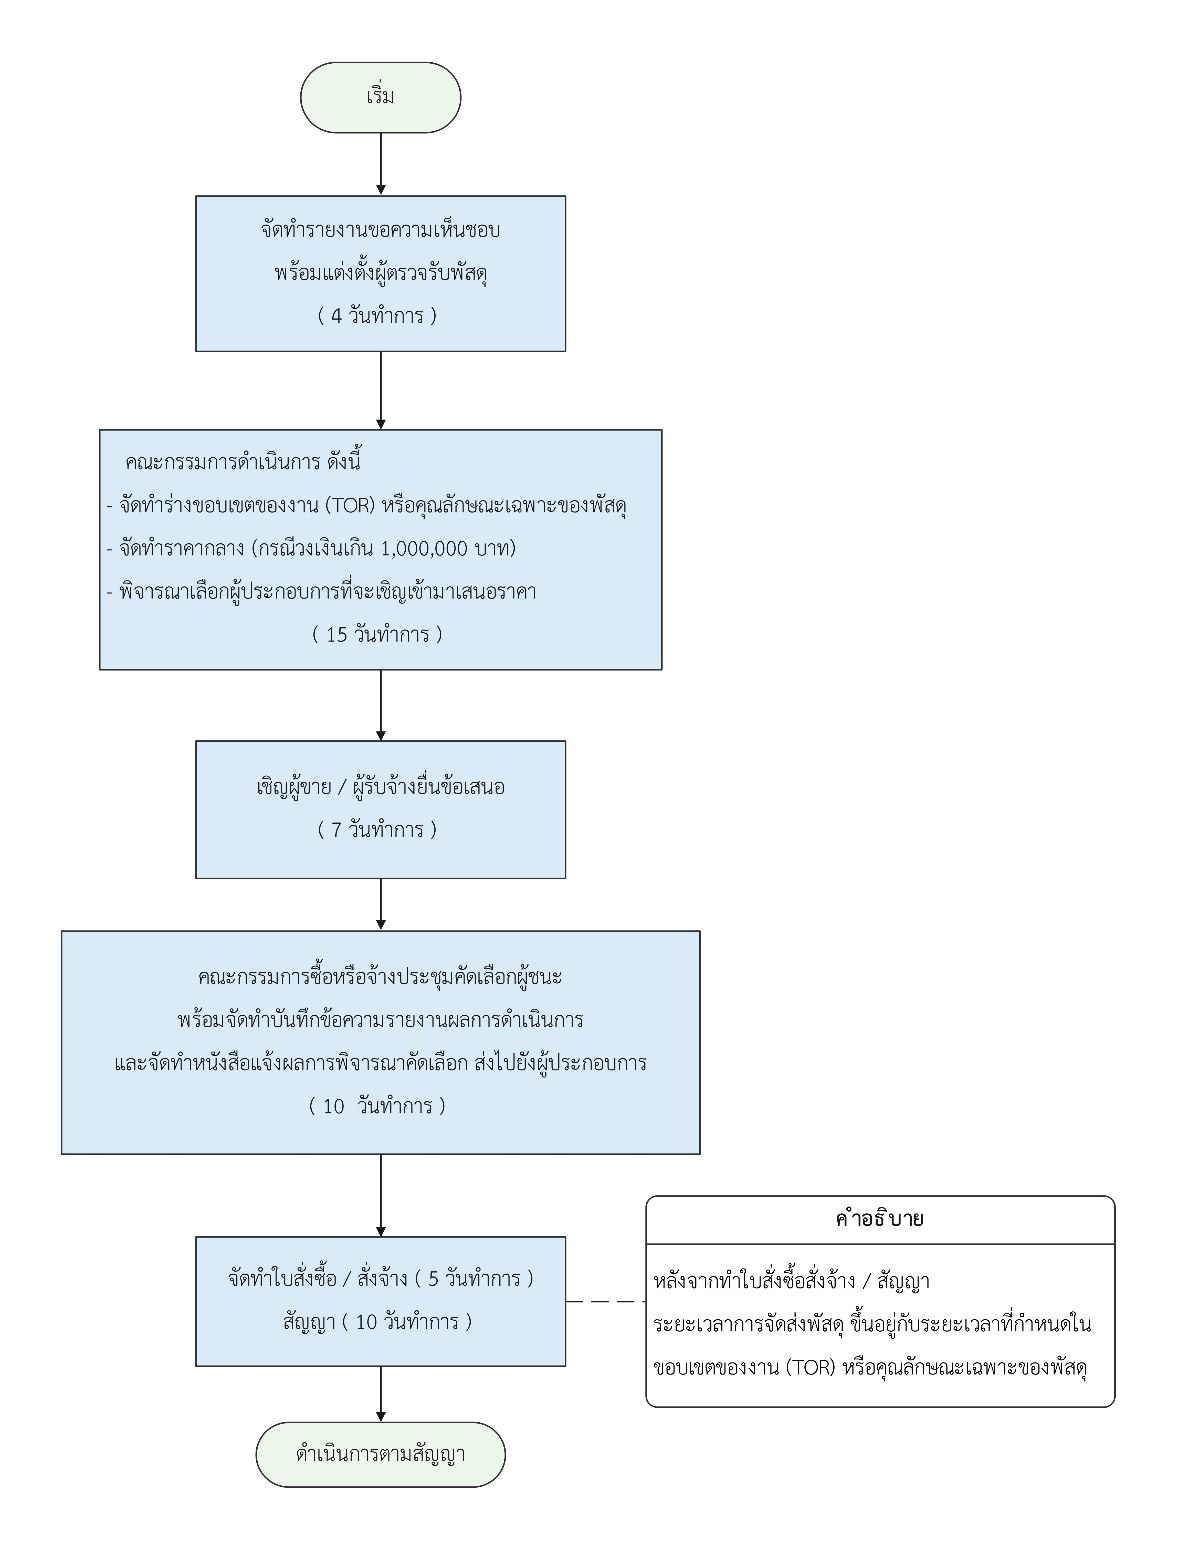 เริ่ม
จัดทำรายงานขอความเห็นชอบ
พร้อมแต่งตั้งผู้ตรวจรับพัสดุ
( 4 วันทำการ )
คณะกรรมการดำเนินการ ดังนี้
- จัดทำร่างขอบเขตของงาน (TOR) หรือคุณลักษณะเฉพาะของพัสดุ
- จัดทำราคากลาง (กรณีวงเงินเกิน 1,000,000 บาท)
- พิจารณาเลือกผู้ประกอบการที่จะเชิญเข้ามาเสนอราคา
( 15 วันทำการ )
เชิญผู้ขาย / ผู้รับจ้างยื่นข้อเสนอ
( 7 วันทำการ )
คณะกรรมการซื้อหรือจ้างประชุมคัดเลือกผู้ชนะ
พร้อมจัดทำบันทึกข้อความรายงานผลการดำเนินการ
และจัดทำหนังสือแจ้งผลการพิจารณาคัดเลือก ส่งไปยังผู้ประกอบการ
( 10 วันทำการ )
จัดทำใบสั่งซื้อ / สั่งจ้าง ( 5 วันทำการ )
สัญญา ( 10 วันทำการ )
คำอธิบาย
หลังจากทำใบสั่งซื้อสั่งจ้าง / สัญญา
ระยะเวลาการจัดส่งพัสดุ ขึ้นอยู่กับระยะเวลาที่กำหนดใน
ขอบเขตของงาน (TOR) หรือคุณลักษณะเฉพาะของพัสดุ
ดำเนินการตามสัญญา